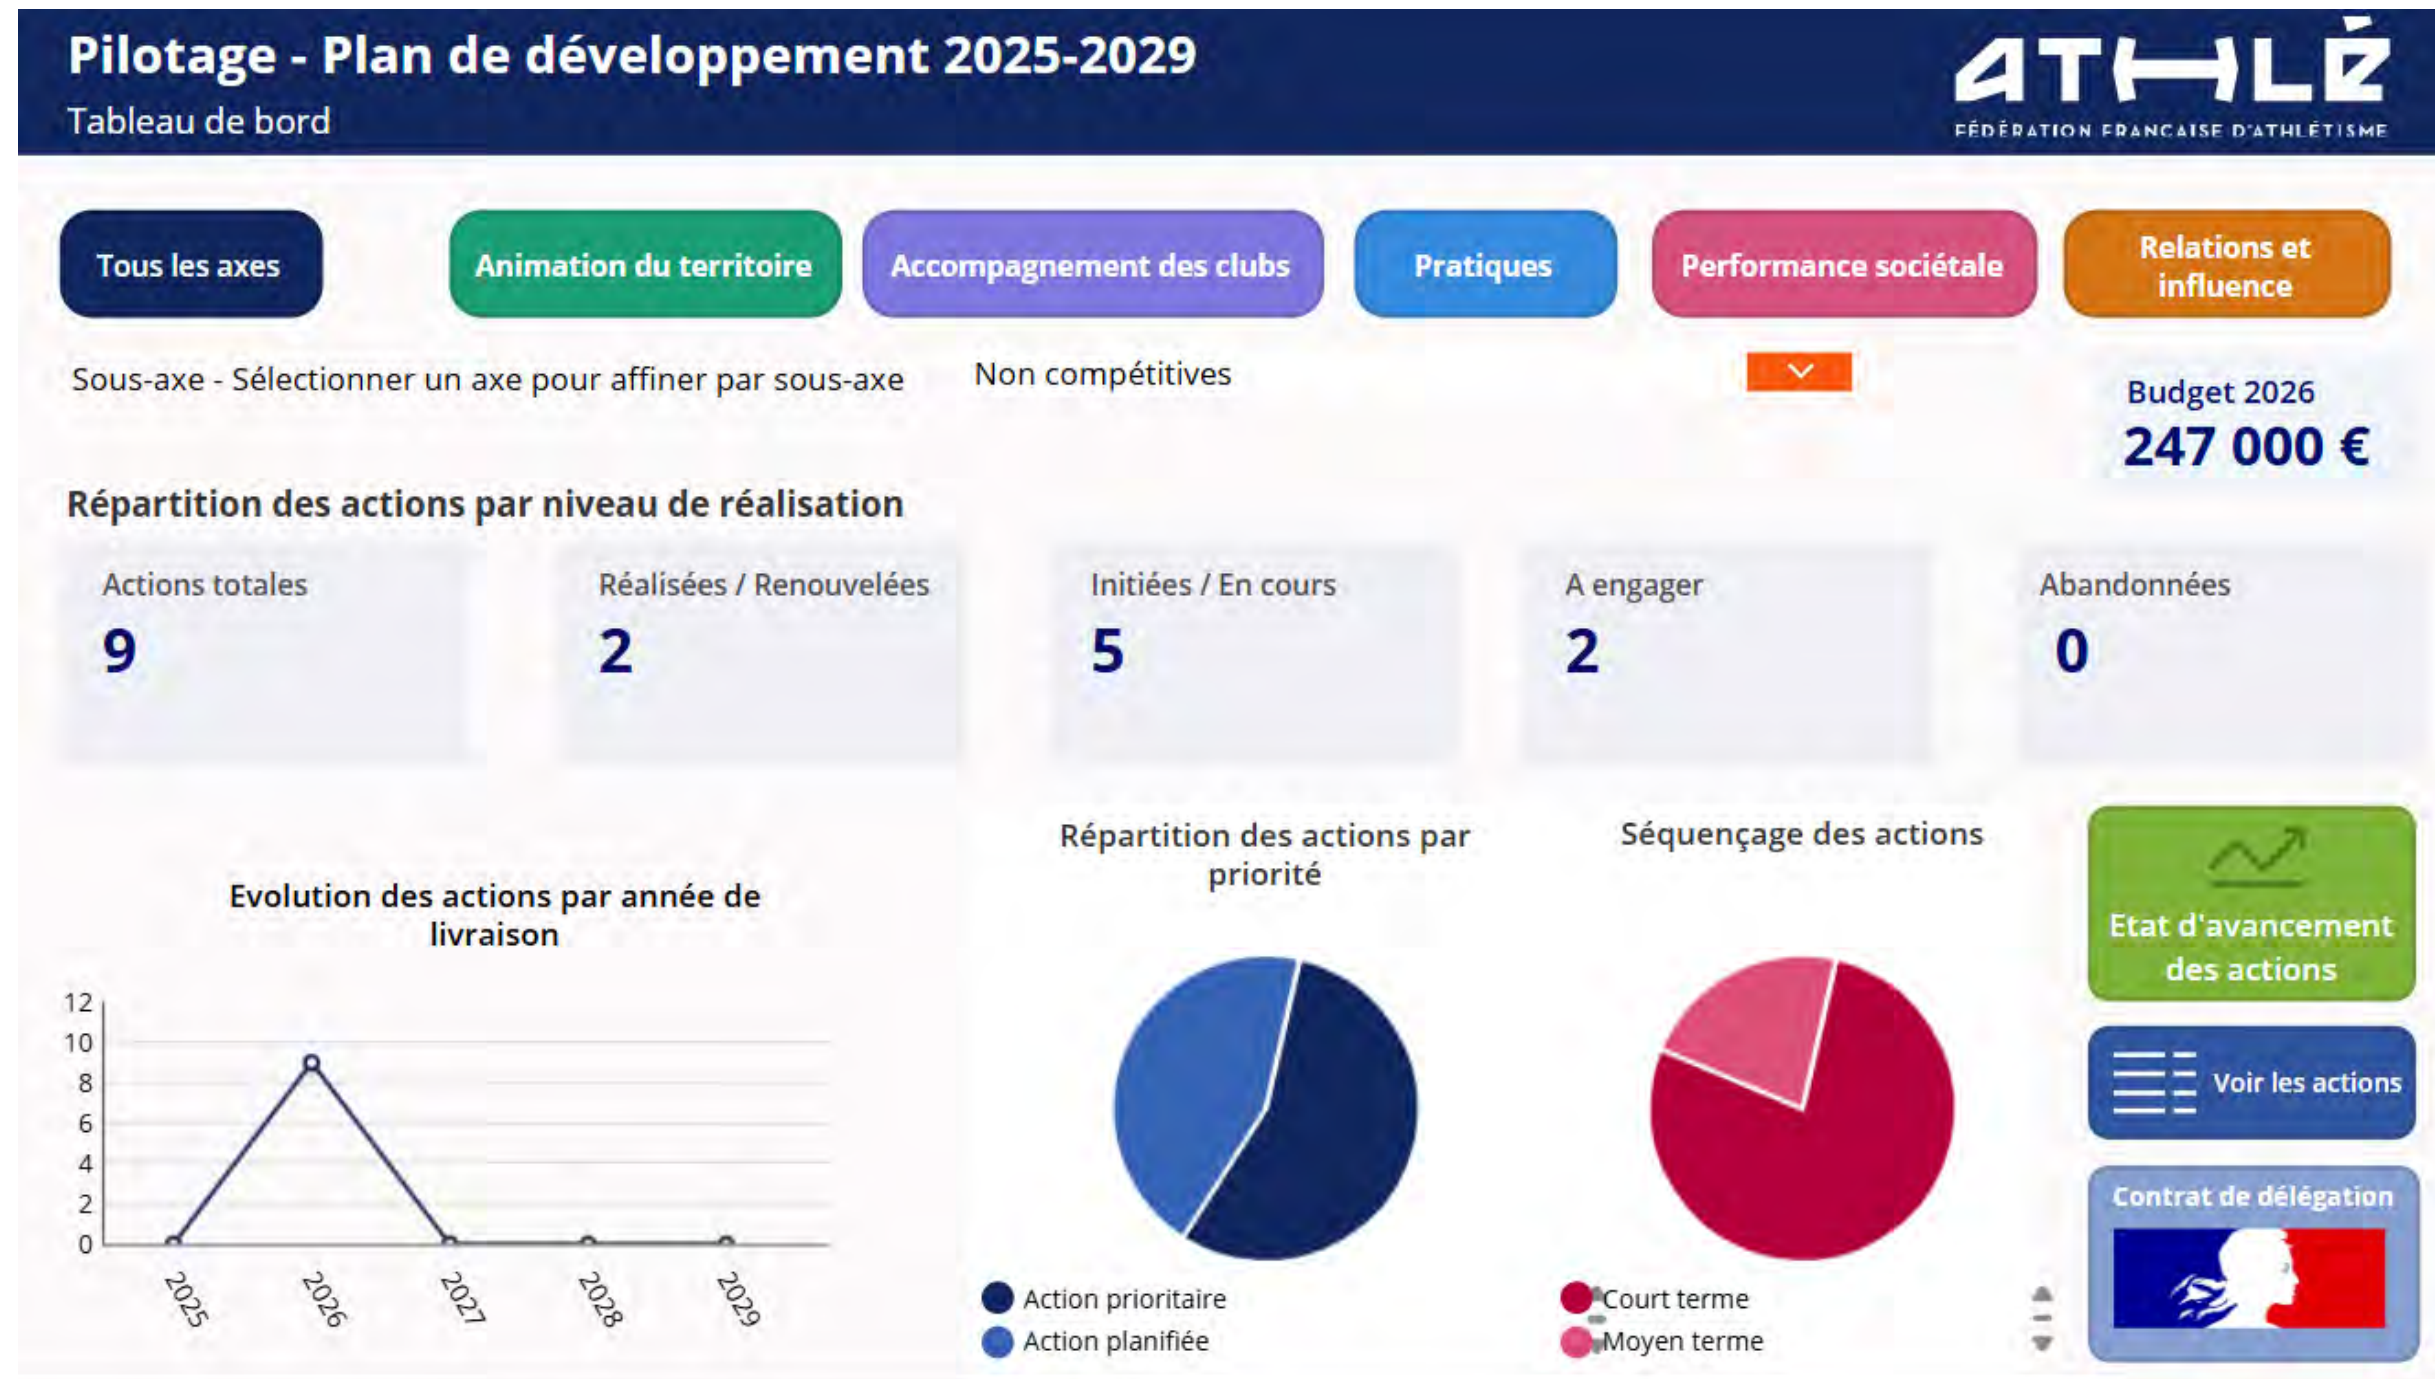 Pilotage - Plan de développement 2025-2029
Tableau de bord
ATHLÉ
FÉDÉRATION FRANCAISE D'ATHLÉTISME
Tous les axes
Animation du territoire
Accompagnement des clubs
Pratiques
Performance sociétale
Relations et
influence
Sous-axe - Sélectionner un axe pour affiner par sous-axe
Non compétitives
Budget 2026
247 000 €
Répartition des actions par niveau de réalisation
Actions totales
9
Réalisées / Renouvelées
2
Initiées / En cours
5
A engager
2
Abandonnées
0
Evolution des actions par année de
livraison
12
10
8
6
4
2
0
2025
2026
2027
2028
2029
Répartition des actions par
priorité
Action prioritaire
Action planifiée
Séquençage des actions
Court terme
Moyen terme
Etat d'avancement
des actions
Voir les actions
Contrat de délégation